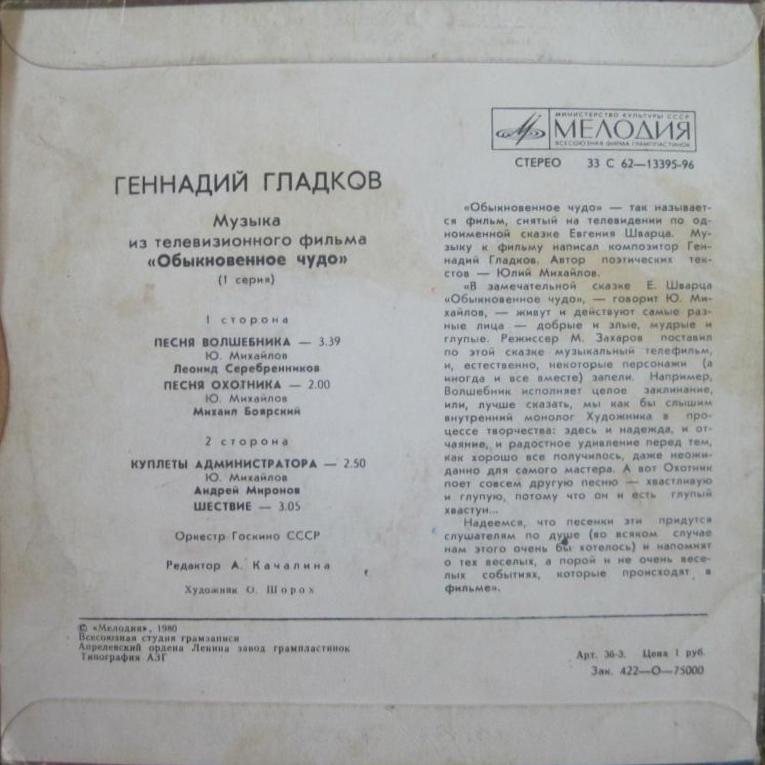 МИНИСТЕРСТВО КУЛЬТУРЫ СССР
МЕЛОДИЯ
ВСЕСОЮЗНАЯ ФИРМА ГРАМПЛАСТИНОК
СТЕРЕО 33 С 62—13395-96
ГЕННАДИЙ ГЛАДКОВ
Музыка
из телевизионного фильма
«Обыкновенное чудо»
(1 серия)
1 сторона
ПЕСНЯ ВОЛШЕБНИКА — 3.39
Ю. Михайлов
Леонид Серебренников
ПЕСНЯ ОХОТНИКА — 2.00
Ю. Михайлов
Михаил Боярский
2 сторона
КУПЛЕТЫ АДМИНИСТРАТОРА — 2.50
Ю. Михайлов
Андрей Миронов
ШЕСТВИЕ — 3.05
Оркестр Госкино СССР
Редактор А. Качалина
Художник О. Шорох
«Обыкновенное чудо» — так называет-
ся фильм, снятый на телевидении по од-
ноименной сказке Евгения Шварца. Му-
зыку к фильму написал композитор Ген-
надий Гладков. Автор поэтических тек-
стов — Юлий Михайлов.
«В замечательной сказке Е. Шварца
«Обыкновенное чудо», — говорит Ю. Ми-
хайлов, — живут и действуют самые раз-
ные лица — добрые и злые, мудрые и
глупые. Режиссер М. Захаров поставил
по этой сказке музыкальный телефильм,
и, естественно, некоторые персонажи (а
иногда и все вместе) запели. Например,
Волшебник исполняет целое заклинание,
или, лучше сказать, мы как бы слышим
внутренний монолог Художника в про-
цессе творчества: здесь и надежда, и от-
чаяние, и радостное удивление перед тем,
как хорошо все получилось, даже неожи-
данно для самого мастера. А вот Охотник
поет совсем другую песню — хвастливую
и глупую, потому что он и есть глупый
хвастун...
Надеемся, что песенки эти придутся
слушателям по душе (во всяком случае
нам этого очень бы хотелось) и напомнят
о тех веселых, а порой и не очень весе-
лых событиях, которые происходят в
фильме».
© «Мелодия», 1980
Всесоюзная студия грамзаписи
Апрелевский ордена Ленина завод грампластинок
Типография АЗГ
Арт. 36-3. Цена 1 руб.
Зак. 422—О—75000